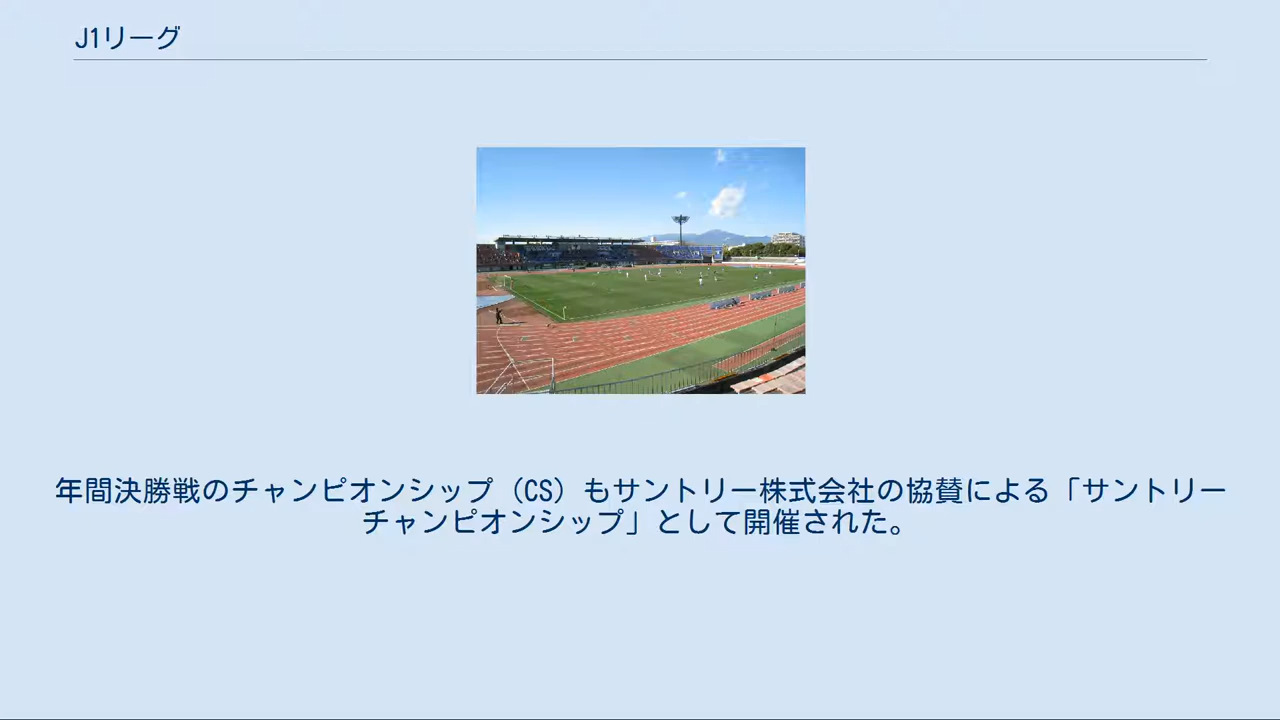 J1リーグ
年間決勝戦のチャンピオンシップ（CS）もサントリー株式会社の協賛による「サントリー
チャンピオンシップ」として開催された。